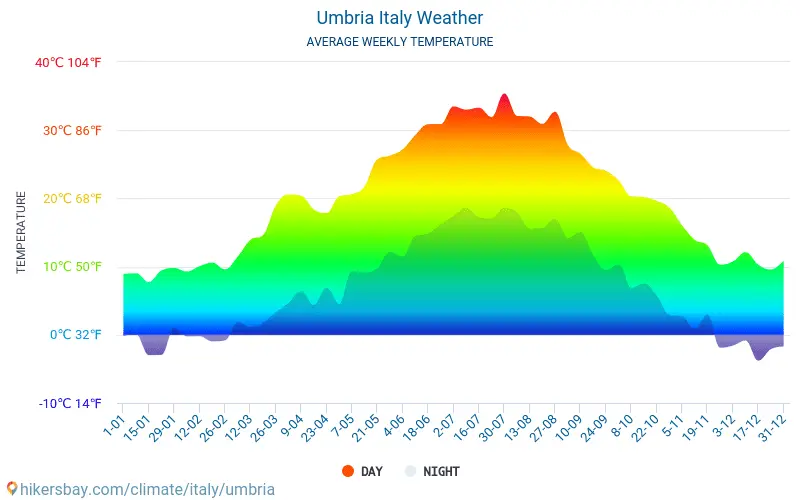 Umbria Italy Weather
AVERAGE WEEKLY TEMPERATURE
40°C 104°F
30°C 86°F
20°C 68°F
10°C 50°F
0°C 32°F
-10°C 14°F
TEMPERATURE
1-01
15-01
29-01
12-02
26-02
12-03
26-03
9-04
23-04
7-05
21-05
4-06
18-06
2-07
16-07
30-07
13-08
27-08
10-09
24-09
8-10
22-10
5-11
19-11
3-12
17-12
31-12
DAY NIGHT
hikersbay.com/climate/italy/umbria